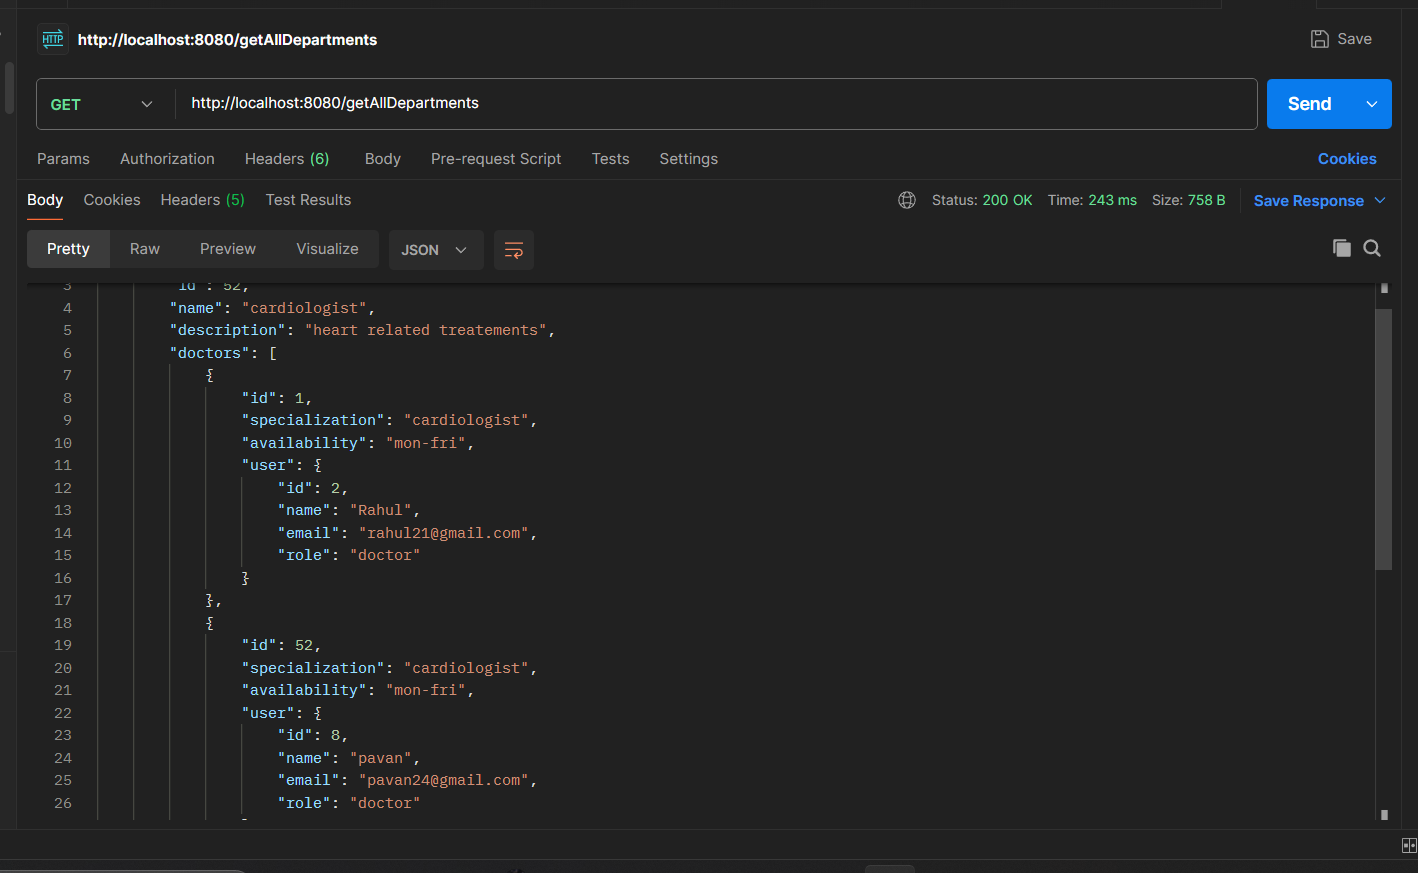 HTTP http://localhost:8080/getAllDepartments Save
GET http://localhost:8080/getAllDepartments Send
Params Authorization Headers (6) Body Pre-request Script Tests Settings Cookies
Body Cookies Headers (5) Test Results Status: 200 OK Time: 243 ms Size: 758 B Save Response
Pretty Raw Preview Visualize JSON
3 "id": 52,
4 "name": "cardiologist",
5 "description": "heart related treatements",
6 "doctors": [
7 {
8 "id": 1,
9 "specialization": "cardiologist",
10 "availability": "mon-fri",
11 "user": {
12 "id": 2,
13 "name": "Rahul",
14 "email": "rahul21@gmail.com",
15 "role": "doctor"
16 }
17 },
18 {
19 "id": 52,
20 "specialization": "cardiologist",
21 "availability": "mon-fri",
22 "user": {
23 "id": 8,
24 "name": "pavan",
25 "email": "pavan24@gmail.com",
26 "role": "doctor"